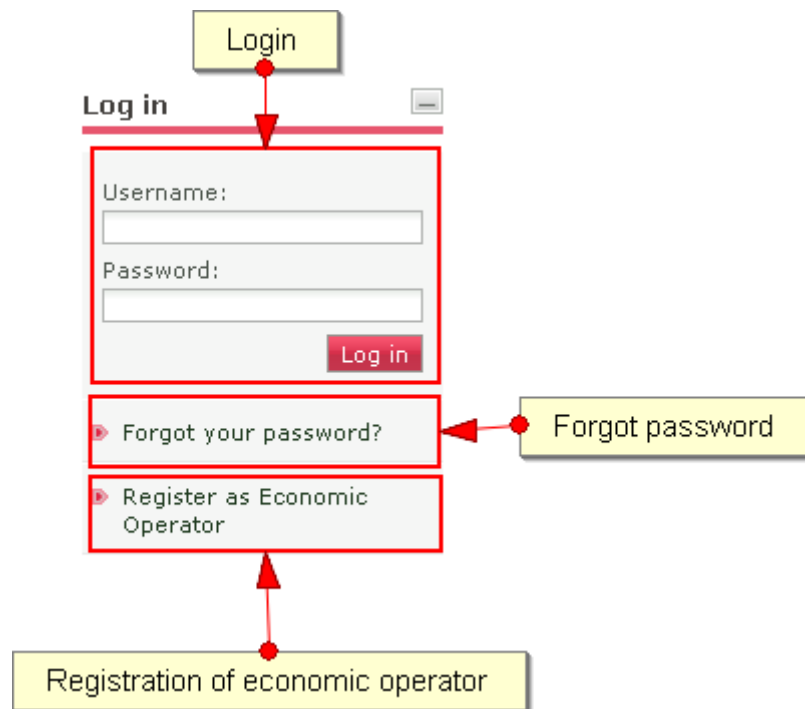 Login
Log in
Username:
Password:
Log in
Forgot your password?
Forgot password
Register as Economic
Operator
Registration of economic operator